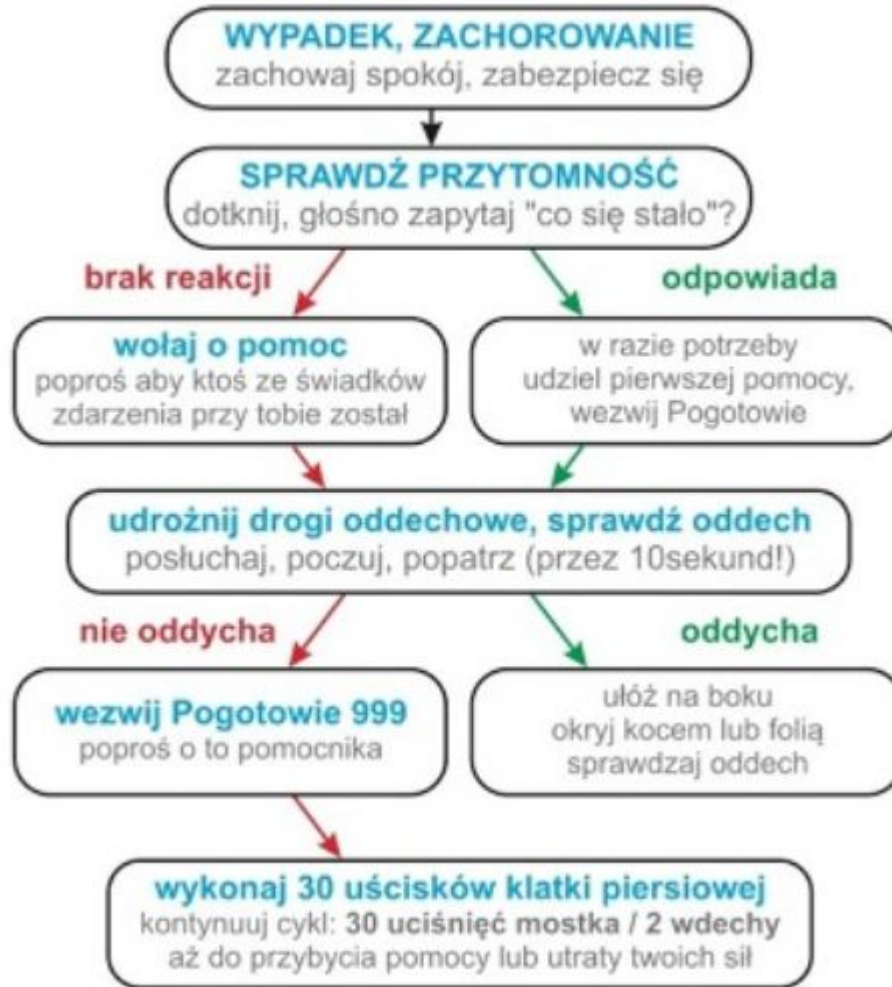 WYPADEK, ZACHOROWANIE
zachowaj spokój, zabezpiecz się
SPRAWDŹ PRZYTOMNOŚĆ
dotknij, głośno zapytaj "co się stało"?
brak reakcji
odpowiada
wołaj o pomoc
poproś aby ktoś ze świadków
zdarzenia przy tobie został
w razie potrzeby
udziel pierwszej pomocy,
wezwij Pogotowie
udrożnij drogi oddechowe, sprawdź oddech
posłuchaj, poczuj, popatrz (przez 10sekund!)
nie oddycha
oddycha
wezwij Pogotowie 999
poproś o to pomocnika
ułóż na boku
okryj kocem lub folią
sprawdzaj oddech
wykonaj 30 uścisków klatki piersiowej
kontynuuj cykl: 30 uciśnięć mostka / 2 wdechy
aż do przybycia pomocy lub utraty twoich sił